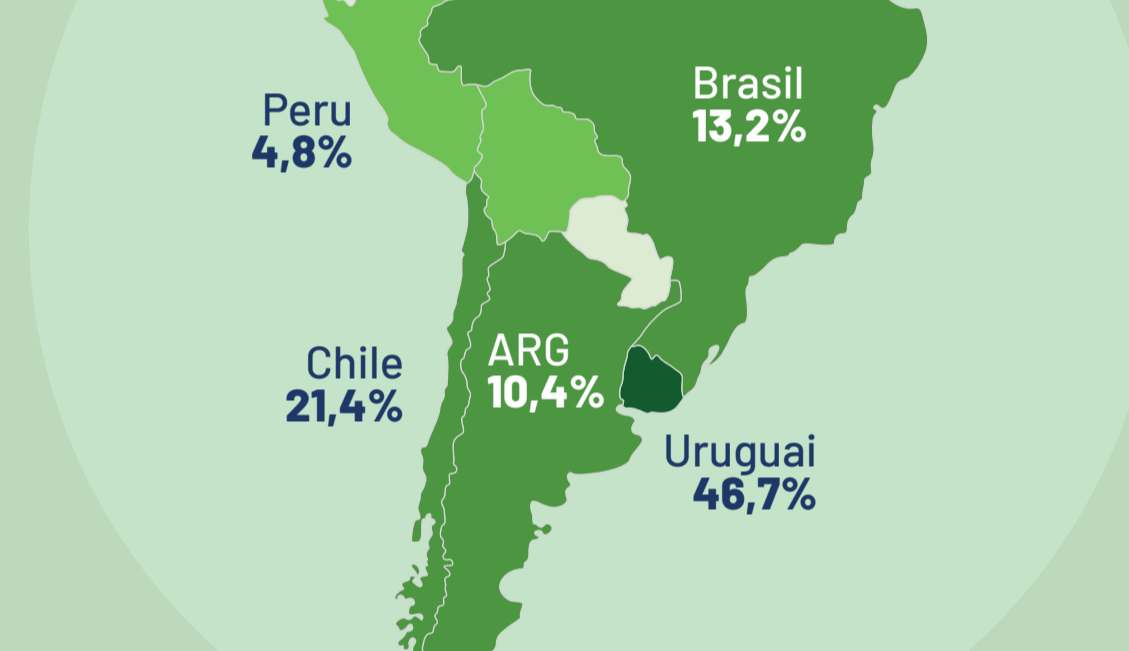 Brasil
13,2%
Peru
4,8%
ARG
10,4%
Chile
21,4%
Uruguai
46,7%